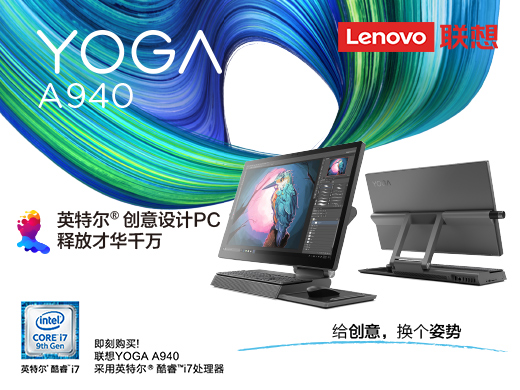 YOGA
A940
Lenovo 联想
英特尔® 创意设计PC
释放才华千万
YOGA
intel
CORE i7
9th Gen
英特尔® 酷睿™ i7
即刻购买!
联想YOGA A940
采用英特尔® 酷睿™i7处理器
给创意，换个姿势